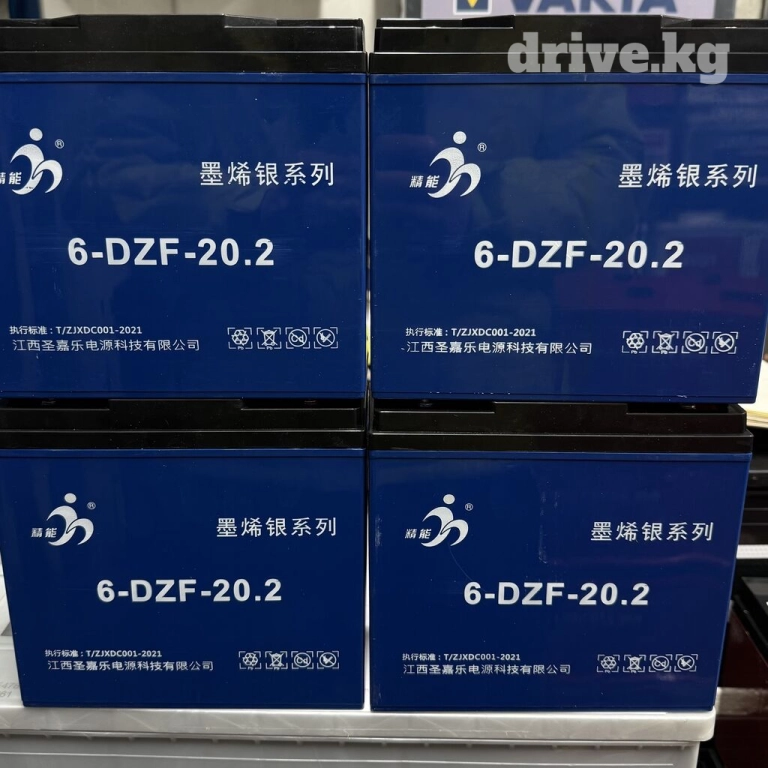 VARTA
drive.kg
精能
®
墨烯银系列
6-DZF-20.2
执行标准：T/ZJXDC001-2021
江西圣嘉乐电源科技有限公司
精能
®
墨烯银系列
6-DZF-20.2
执行标准：T/ZJXDC001-2021
江西圣嘉乐电源科技有限公司
精能
®
墨烯银系列
6-DZF-20.2
执行标准：T/ZJXDC001-2021
江西圣嘉乐电源科技有限公司
精能
®
墨烯银系列
6-DZF-20.2
执行标准：T/ZJXDC001-2021
江西圣嘉乐电源科技有限公司